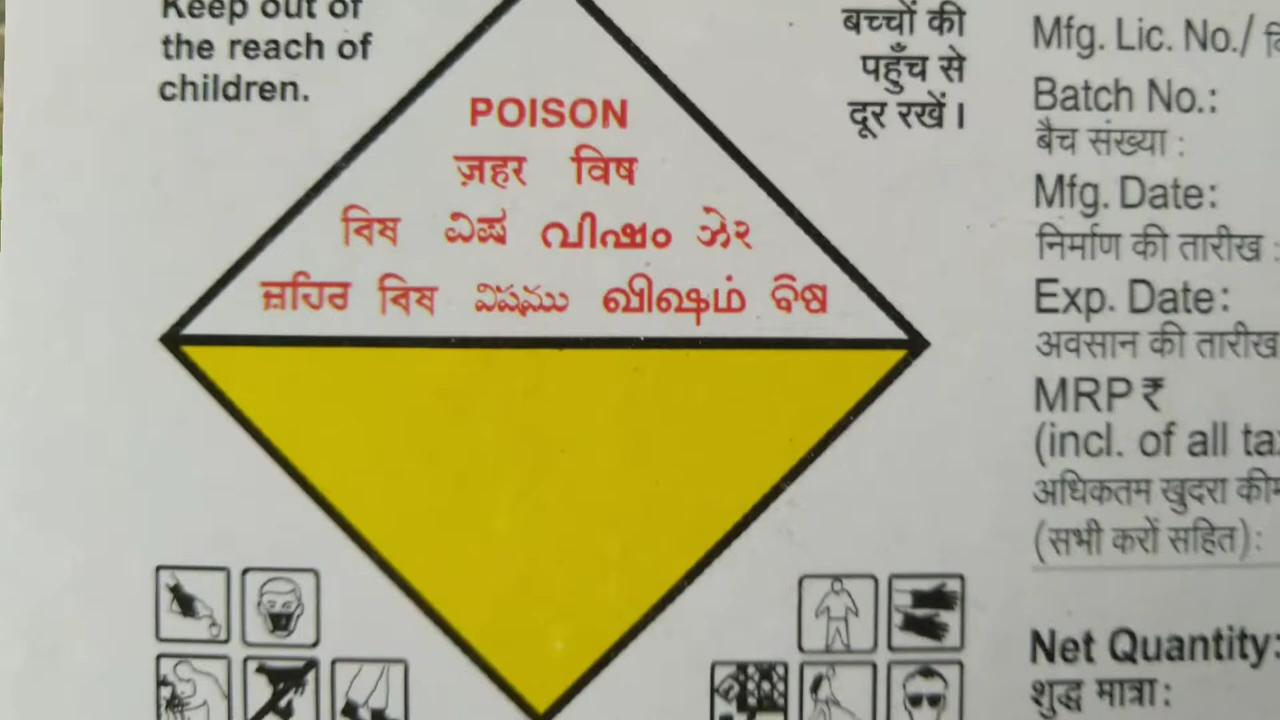 Keep out of
the reach of
children.
POISON
ज़हर विष
বিষ ವಿಷ വിഷം ઝેર
ਜ਼ਹਿਰ বিষ విషము விஷம் ବିଷ
बच्चों की
पहुँच से
दूर रखें।
Mfg. Lic. No./
Batch No.:
बैच संख्या :
Mfg. Date:
निर्माण की तारीख :
Exp. Date:
अवसान की तारीख
MRP ₹
(incl. of all
अधिकतम खुदरा
(सभी करों सहित):
Net Quantity:
शुद्ध मात्रा: